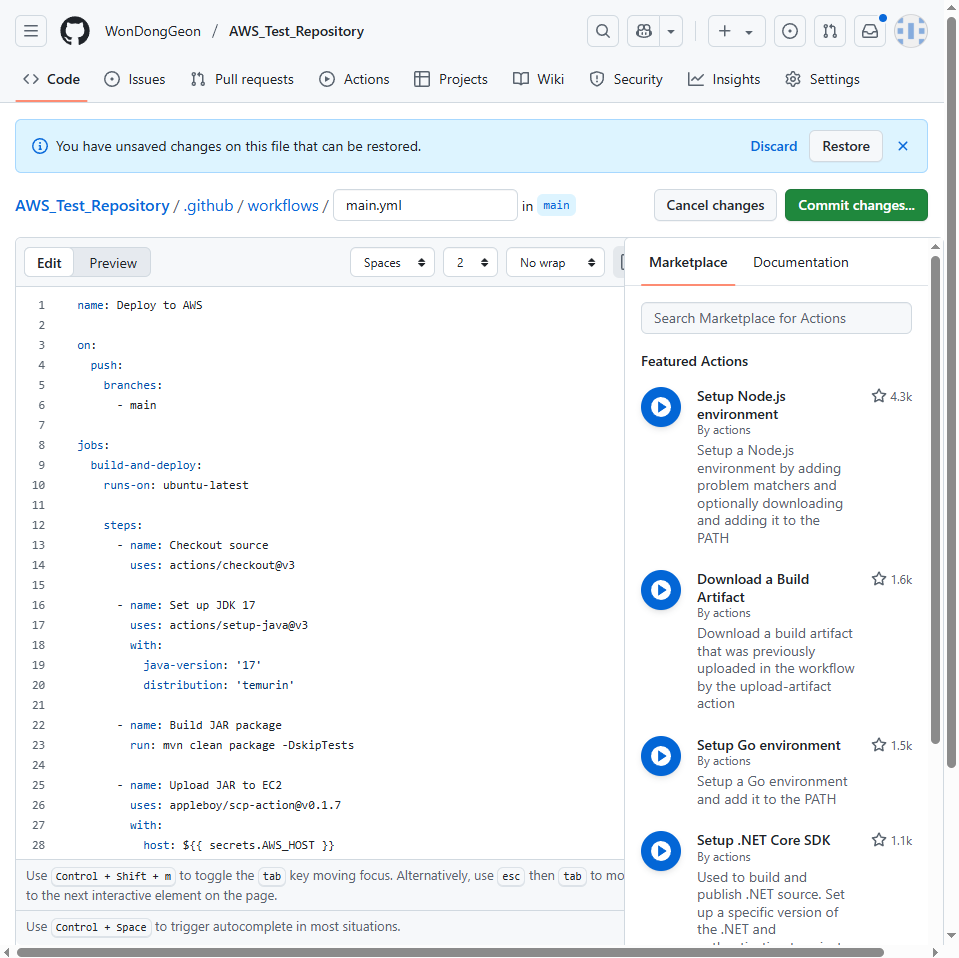 WonDongGeon / AWS_Test_Repository
Code Issues Pull requests Actions Projects Wiki Security Insights Settings
You have unsaved changes on this file that can be restored. Discard Restore
AWS_Test_Repository / .github / workflows / main.yml in main Cancel changes Commit changes...
Edit Preview Spaces 2 No wrap
1 name: Deploy to AWS
2
3 on:
4 push:
5 branches:
6 - main
7
8 jobs:
9 build-and-deploy:
10 runs-on: ubuntu-latest
11
12 steps:
13 - name: Checkout source
14 uses: actions/checkout@v3
15
16 - name: Set up JDK 17
17 uses: actions/setup-java@v3
18 with:
19 java-version: '17'
20 distribution: 'temurin'
21
22 - name: Build JAR package
23 run: mvn clean package -DskipTests
24
25 - name: Upload JAR to EC2
26 uses: appleboy/scp-action@v0.1.7
27 with:
28 host: ${{ secrets.AWS_HOST }}
Use Control + Shift + m to toggle the tab key moving focus. Alternatively, use esc then tab to mo
to the next interactive element on the page.
Use Control + Space to trigger autocomplete in most situations.
Marketplace Documentation
Search Marketplace for Actions
Featured Actions
Setup Node.js 4.3k
environment
By actions
Setup a Node.js
environment by adding
problem matchers and
optionally downloading
and adding it to the
PATH
Download a Build 1.6k
Artifact
By actions
Download a build artifact
that was previously
uploaded in the workflow
by the upload-artifact
action
Setup Go environment 1.5k
By actions
Setup a Go environment
and add it to the PATH
Setup .NET Core SDK 1.1k
By actions
Used to build and
publish .NET source. Set
up a specific version of
the .NET and